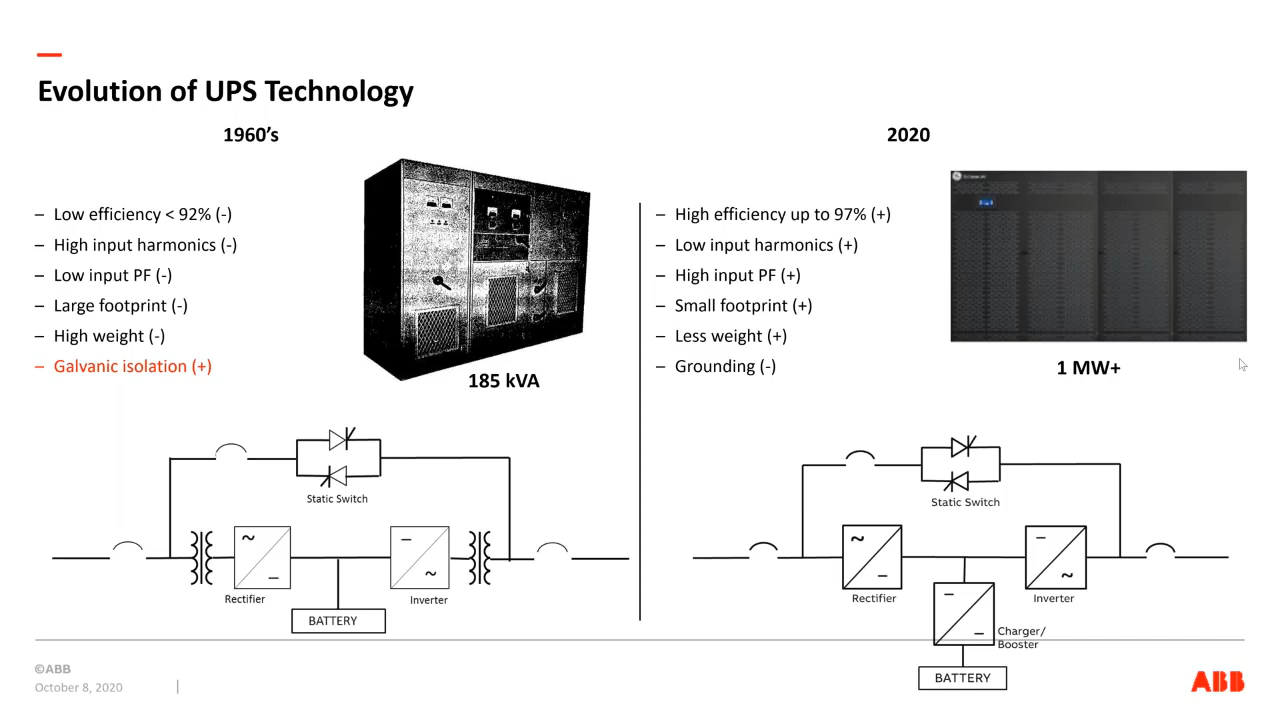 Evolution of UPS Technology
1960’s
– Low efficiency < 92% (-)
– High input harmonics (-)
– Low input PF (-)
– Large footprint (-)
– High weight (-)
– Galvanic isolation (+)
185 kVA
Static Switch
Rectifier
Inverter
BATTERY
2020
– High efficiency up to 97% (+)
– Low input harmonics (+)
– High input PF (+)
– Small footprint (+)
– Less weight (+)
– Grounding (-)
1 MW+
Static Switch
Rectifier
Inverter
Charger/
Booster
BATTERY
©ABB
October 8, 2020
ABB